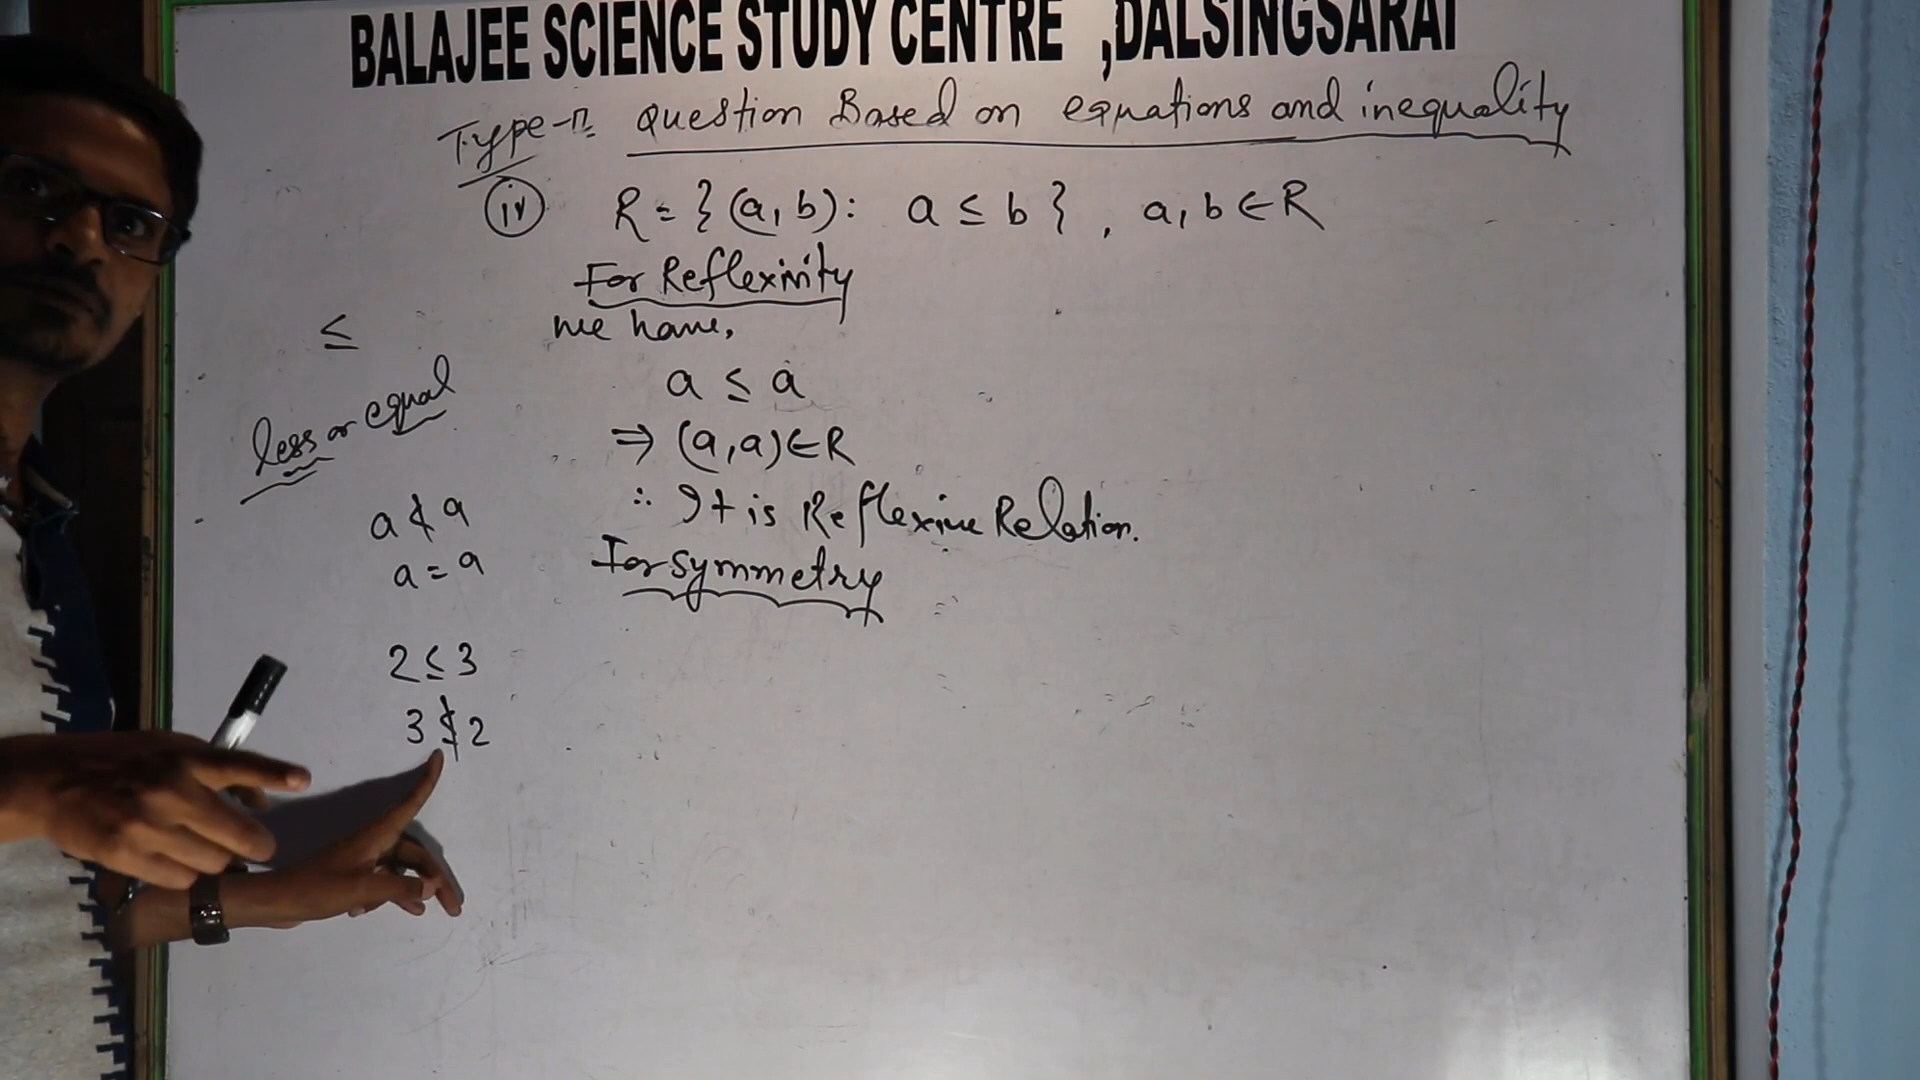 BALAJEE SCIENCE STUDY CENTRE ,DALSINGSARAI
Type-II Question Based on equations and inequality
(iv) R = {(a,b): a ≤ b}, a,b ∈ R
For Reflexivity
we have,
a ≤ a
⇒ (a,a) ∈ R
∴ It is Reflexive Relation.
For symmetry
≤
less or equal
a ≮ a
a = a
2 ≤ 3
3 ≰ 2